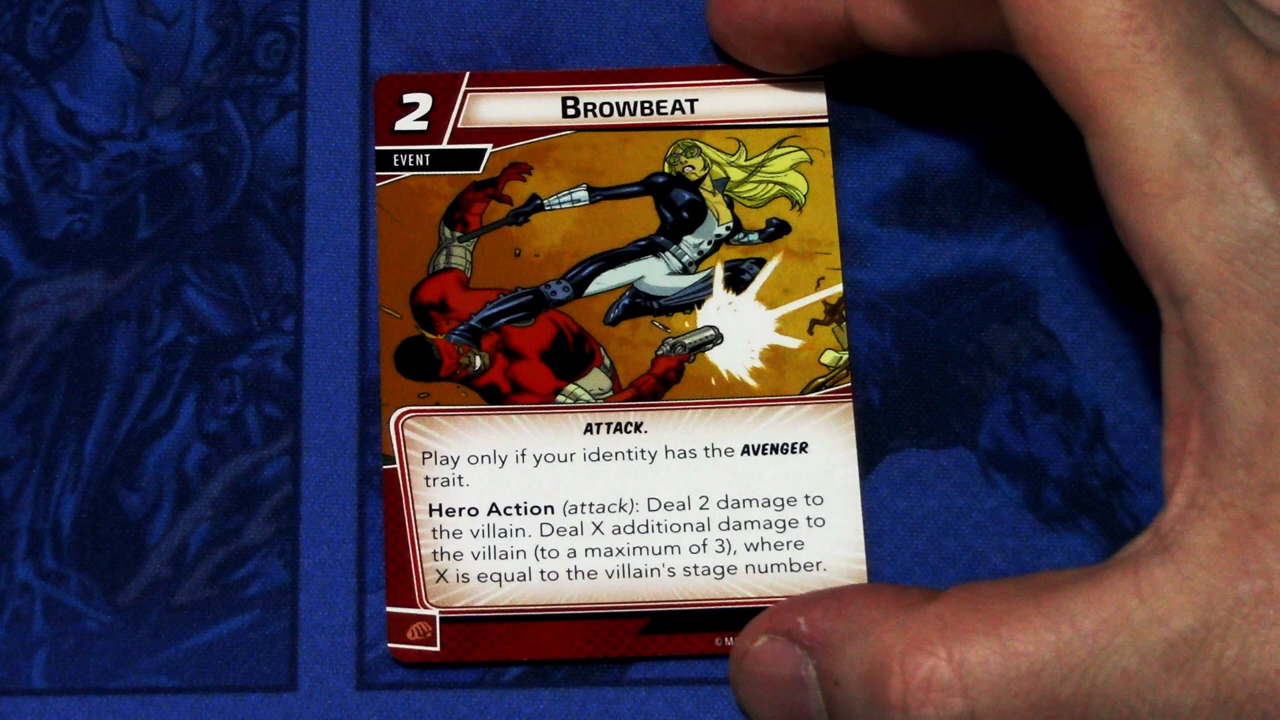 2
BROWBEAT
EVENT
ATTACK.
Play only if your identity has the AVENGER
trait.
Hero Action (attack): Deal 2 damage to
the villain. Deal X additional damage to
the villain (to a maximum of 3), where
X is equal to the villain's stage number.